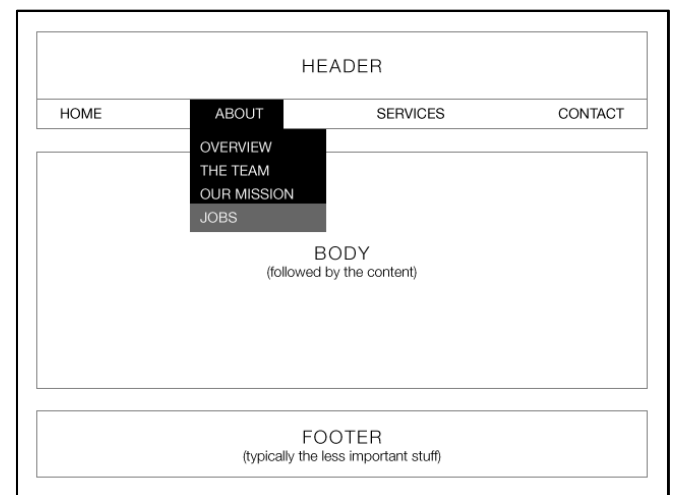 HEADER
HOME ABOUT SERVICES CONTACT
OVERVIEW
THE TEAM
OUR MISSION
JOBS
BODY
(followed by the content)
FOOTER
(typically the less important stuff)